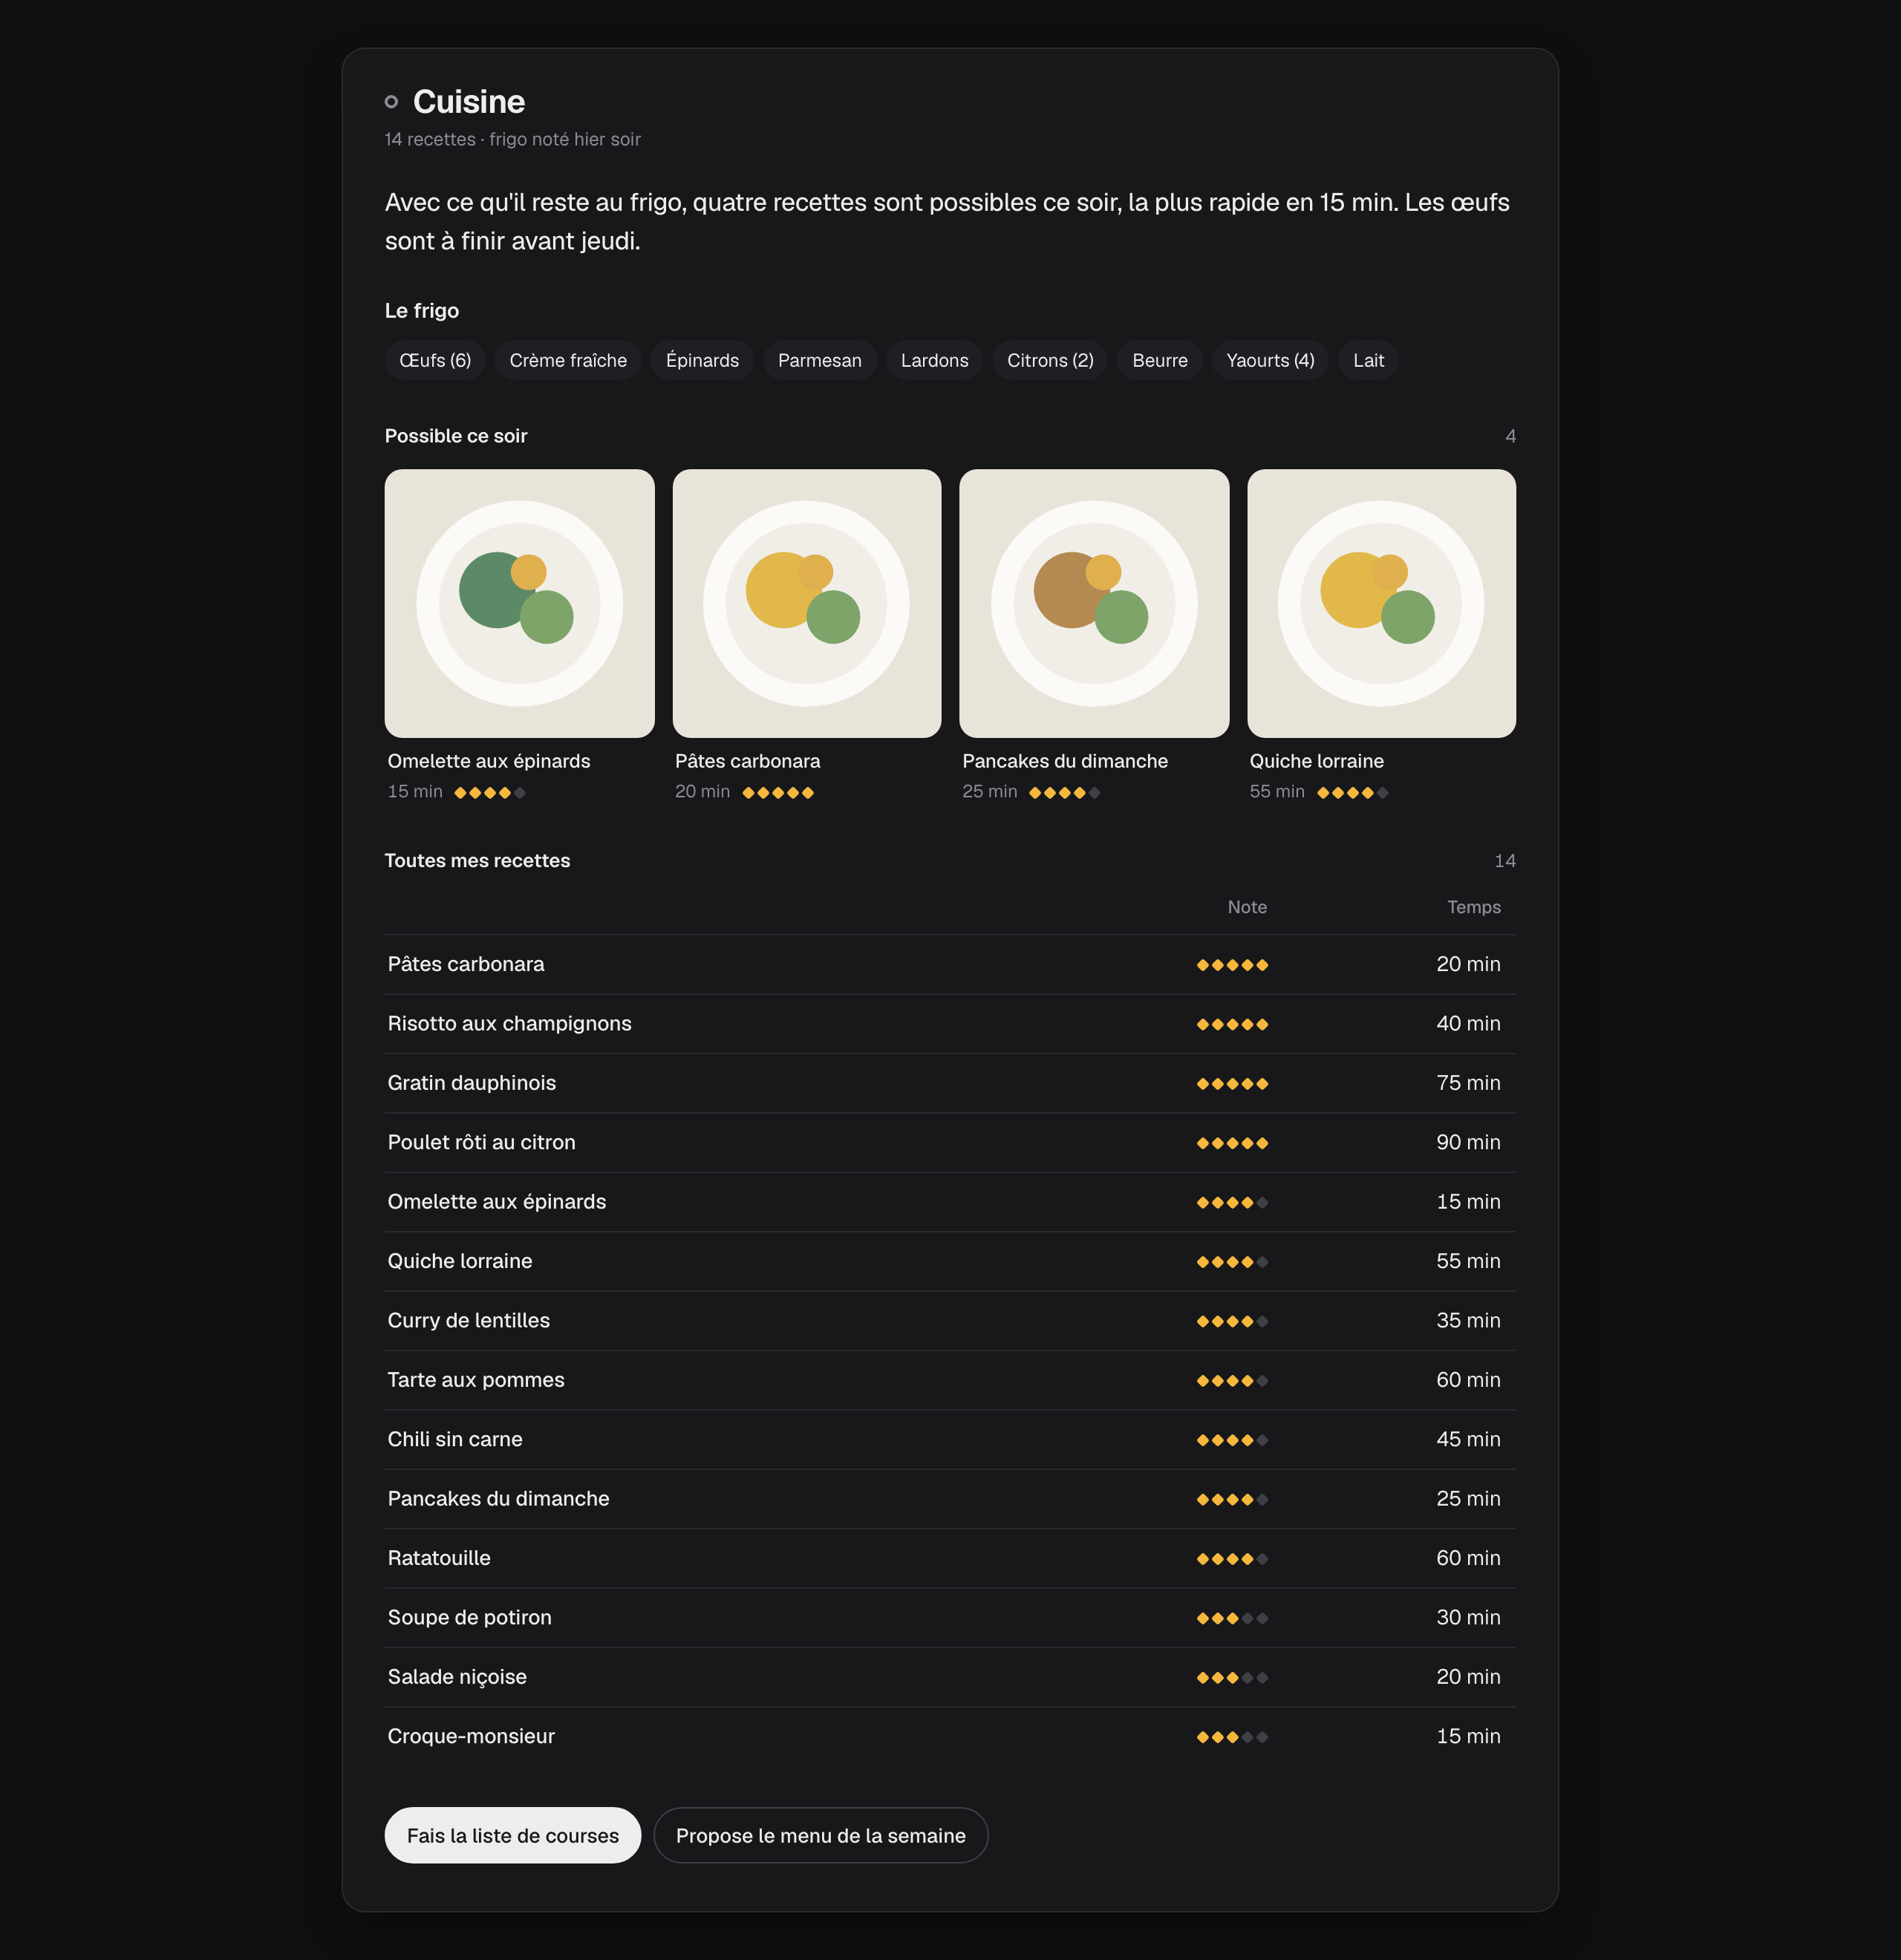 Cuisine
14 recettes · frigo noté hier soir
Avec ce qu'il reste au frigo, quatre recettes sont possibles ce soir, la plus rapide en 15 min. Les œufs
sont à finir avant jeudi.
Le frigo
Œufs (6) Crème fraîche Épinards Parmesan Lardons Citrons (2) Beurre Yaourts (4) Lait
Possible ce soir 4
Omelette aux épinards Pâtes carbonara Pancakes du dimanche Quiche lorraine
15 min 20 min 25 min 55 min
Toutes mes recettes 14
Note Temps
Pâtes carbonara 20 min
Risotto aux champignons 40 min
Gratin dauphinois 75 min
Poulet rôti au citron 90 min
Omelette aux épinards 15 min
Quiche lorraine 55 min
Curry de lentilles 35 min
Tarte aux pommes 60 min
Chili sin carne 45 min
Pancakes du dimanche 25 min
Ratatouille 60 min
Soupe de potiron 30 min
Salade niçoise 20 min
Croque-monsieur 15 min
Fais la liste de courses Propose le menu de la semaine